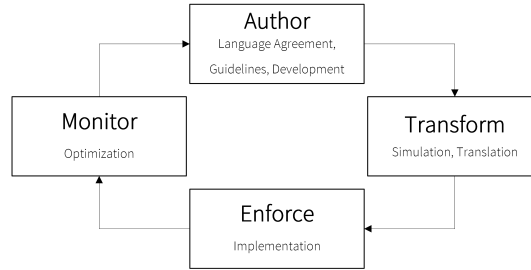 Author
Language Agreement,
Guidelines, Development
Monitor
Optimization
Transform
Simulation, Translation
Enforce
Implementation